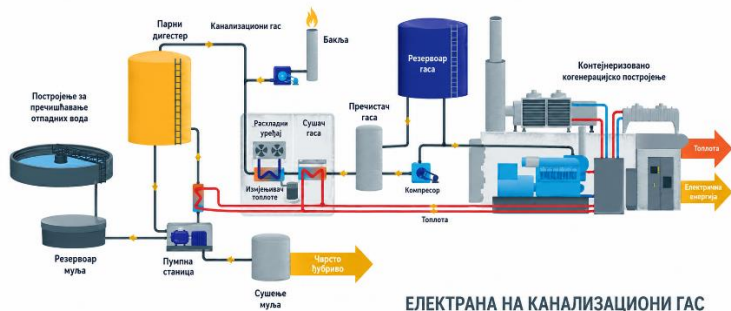 Парни
дигестер
Канализациони гас
Бакља
Резервоар
гаса
Контејнеризовано
когенерацијско постројење
Постројење за
пречишћавање
отпадних вода
Расхладни
уређај
Сушач
гаса
Пречистач
гаса
Измјењивач
топлоте
Компресор
Топлота
Електрична
енергија
Топлота
Резервоар
муља
Пумпна
станица
Сушење
муља
Чврсто
ђубриво
ЕЛЕКТРАНА НА КАНАЛИЗАЦИОНИ ГАС